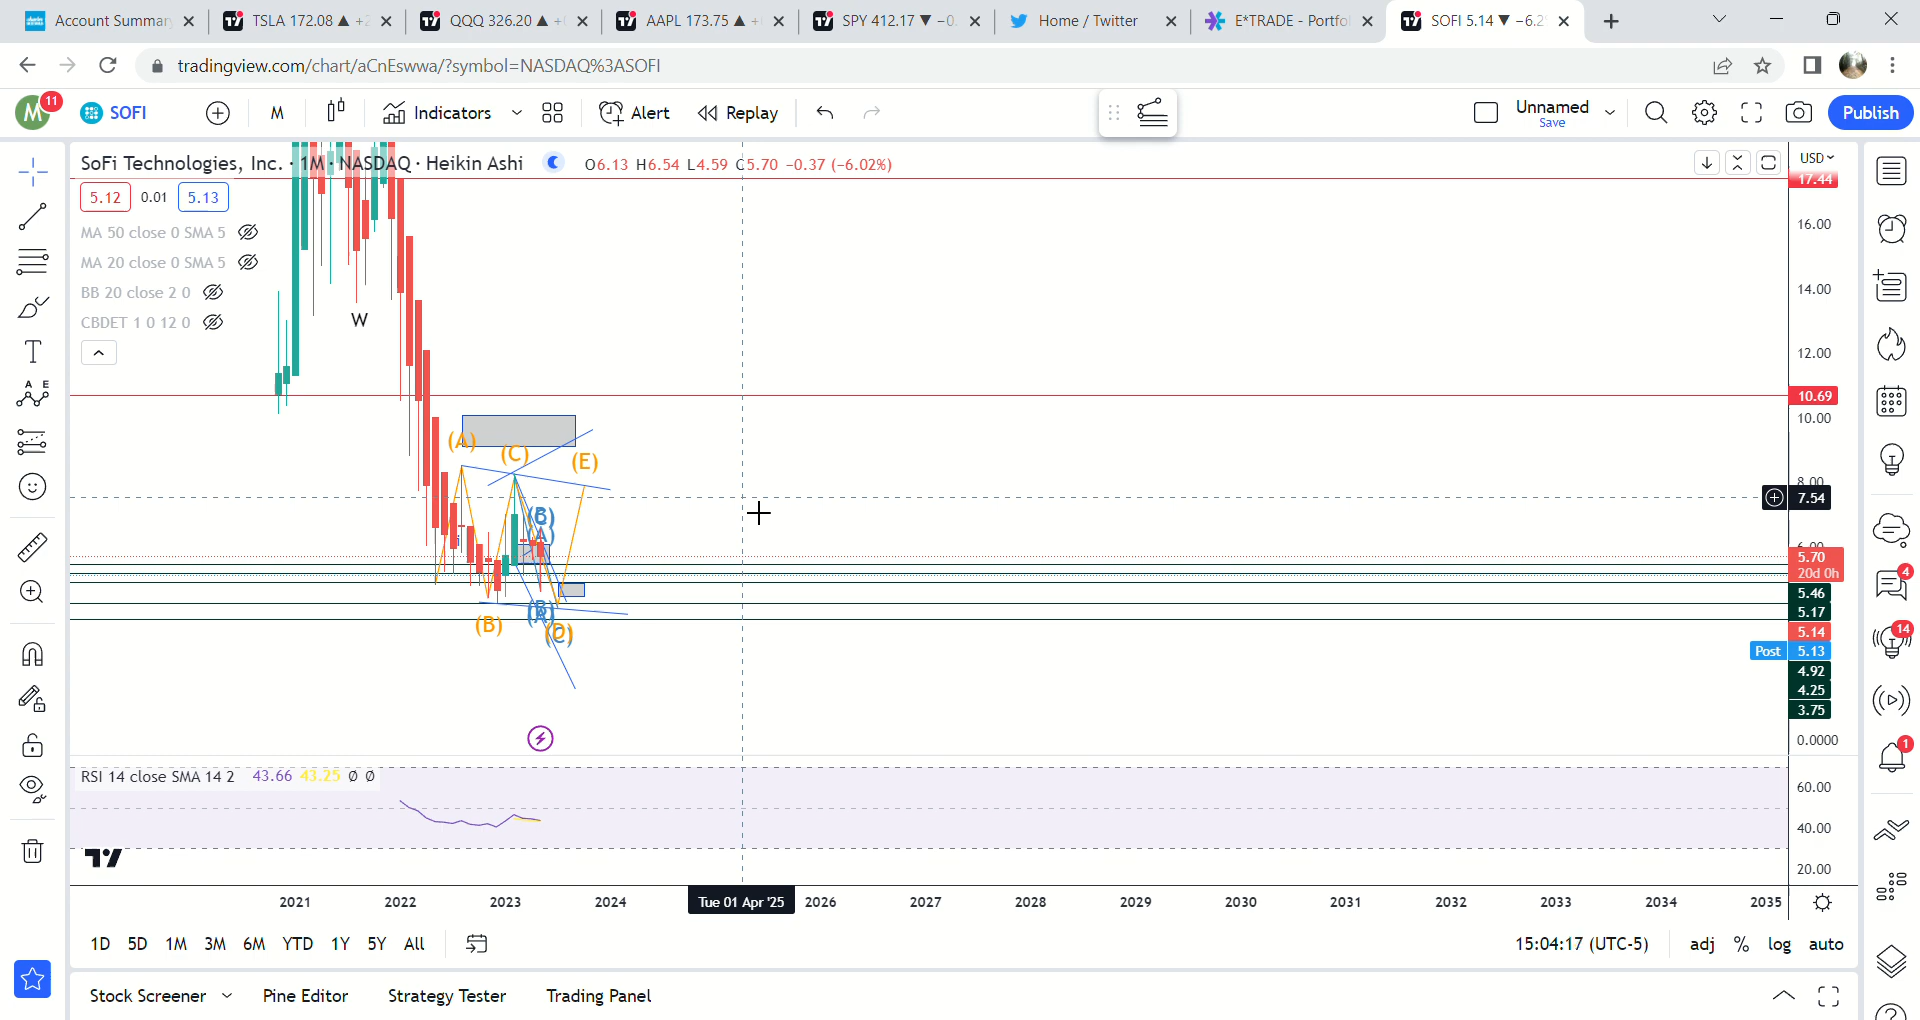 Account Summar
TSLA 172.08 ▲ +2
QQQ 326.20 ▲ +
AAPL 173.75 ▲ +
SPY 412.17 ▼ −0.
Home / Twitter
E*TRADE - Portfo
SOFI 5.14 ▼ −6.2
tradingview.com/chart/aCnEswwa/?symbol=NASDAQ%3ASOFI
M
11
SOFI
M
Indicators
Alert
Replay
Unnamed
Save
Publish
SoFi Technologies, Inc. · 1M · NASDAQ · Heikin Ashi
O6.13 H6.54 L4.59 C5.70 −0.37 (−6.02%)
USD
17.44
5.12
0.01
5.13
MA 50 close 0 SMA 5
MA 20 close 0 SMA 5
BB 20 close 2 0
CBDET 1 0 12 0
16.00
14.00
12.00
10.69
10.00
8.00
7.54
6.00
5.70
20d 0h
5.46
5.17
5.14
Post 5.13
4.92
4.25
3.75
0.0000
W
(A)
(C)
(E)
(B)
(A)
(B)
(D)
RSI 14 close SMA 14 2 43.66 43.25 Ø Ø
60.00
40.00
20.00
2021
2022
2023
2024
Tue 01 Apr '25
2026
2027
2028
2029
2030
2031
2032
2033
2034
2035
1D 5D 1M 3M 6M YTD 1Y 5Y All
15:04:17 (UTC-5)
adj % log auto
Stock Screener
Pine Editor
Strategy Tester
Trading Panel
4
14
1